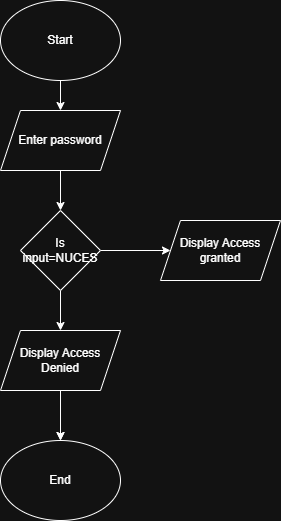 Start
Enter password
Is
input=NUCES
Display Access
granted
Display Access
Denied
End